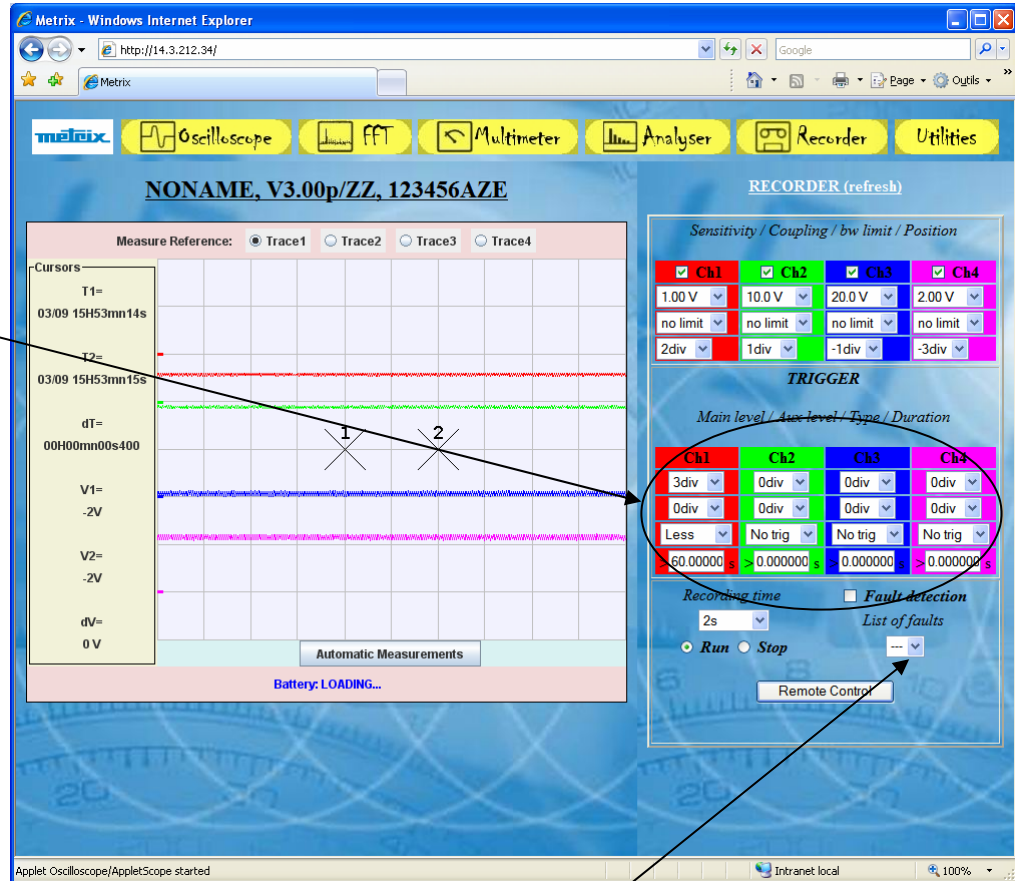 Metrix - Windows Internet Explorer
http://14.3.212.34/
Google
Metrix
Page
Outils
»
metrix
Oscilloscope
FFT
Multimeter
Analyser
Recorder
Utilities
NONAME, V3.00p/ZZ, 123456AZE
RECORDER (refresh)
Measure Reference: Trace1 Trace2 Trace3 Trace4
Cursors
T1=
03/09 15H53mn14s
T2=
03/09 15H53mn15s
dT=
00H00mn00s400
V1=
-2V
V2=
-2V
dV=
0 V
1 2
Automatic Measurements
Battery: LOADING...
Sensitivity / Coupling / bw limit / Position
Ch1 Ch2 Ch3 Ch4
1.00 V 10.0 V 20.0 V 2.00 V
no limit no limit no limit no limit
2div 1div -1div -3div
TRIGGER
Main level / Aux level / Type / Duration
Ch1 Ch2 Ch3 Ch4
3div 0div 0div 0div
0div 0div 0div 0div
Less No trig No trig No trig
> 60.00000 s > 0.000000 s > 0.000000 s > 0.000000 s
Recording time Fault detection
2s List of faults
Run Stop ---
Remote Control
Applet Oscilloscope/AppletScope started
Intranet local
100%